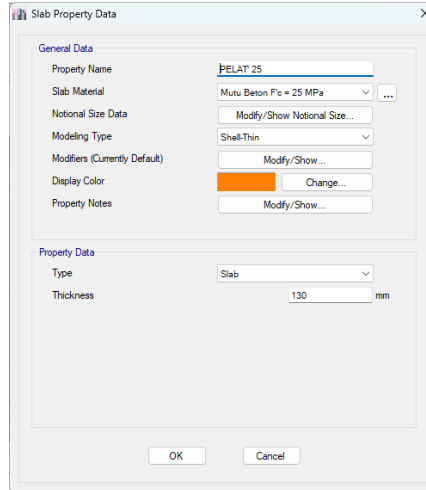 Slab Property Data
General Data
Property Name PELAT' 25
Slab Material Mutu Beton F'c = 25 MPa ...
Notional Size Data Modify/Show Notional Size...
Modeling Type Shell-Thin
Modifiers (Currently Default) Modify/Show...
Display Color Change...
Property Notes Modify/Show...
Property Data
Type Slab
Thickness 130 mm
OK Cancel